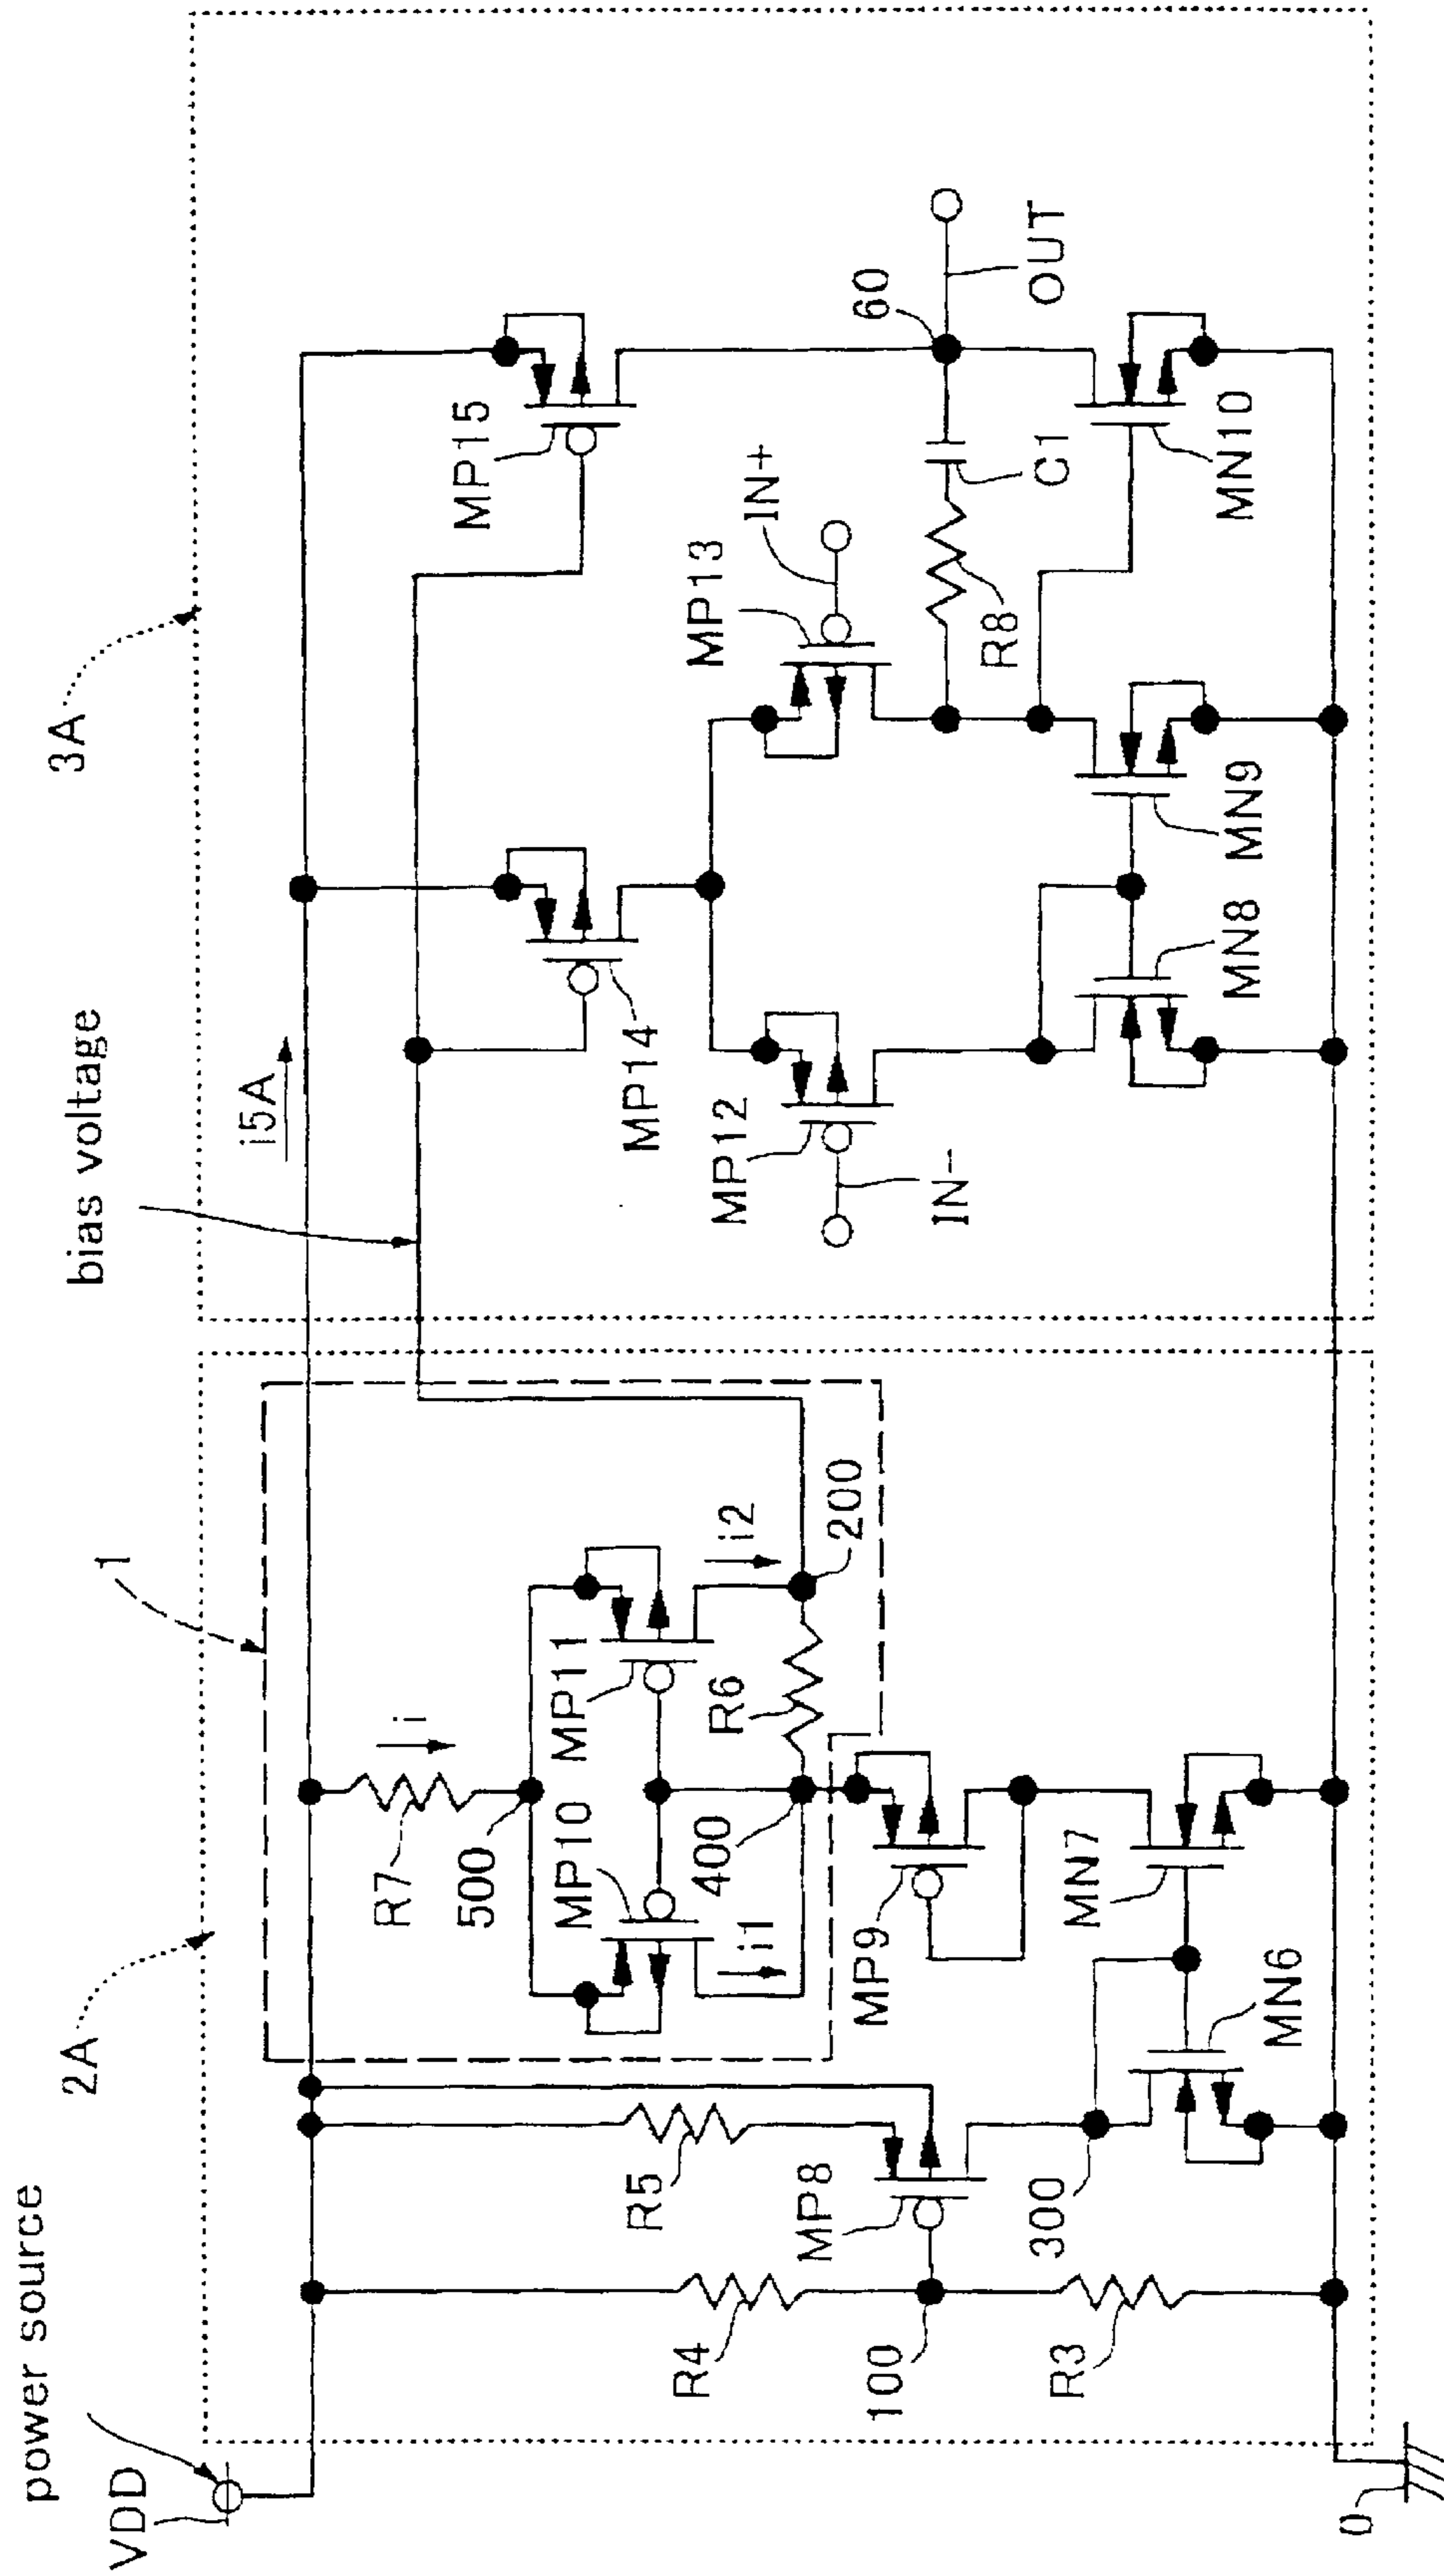 power source
VDD
2A
1
bias voltage
3A
i5A
R7
i
500
MP10
MP11
i1
i2
R6
400
200
R5
R4
MP8
100
300
R3
MP9
MN7
MN6
0
MP14
MP15
MP12
IN-
MP13
IN+
R8
C1
60
OUT
MN8
MN9
MN10